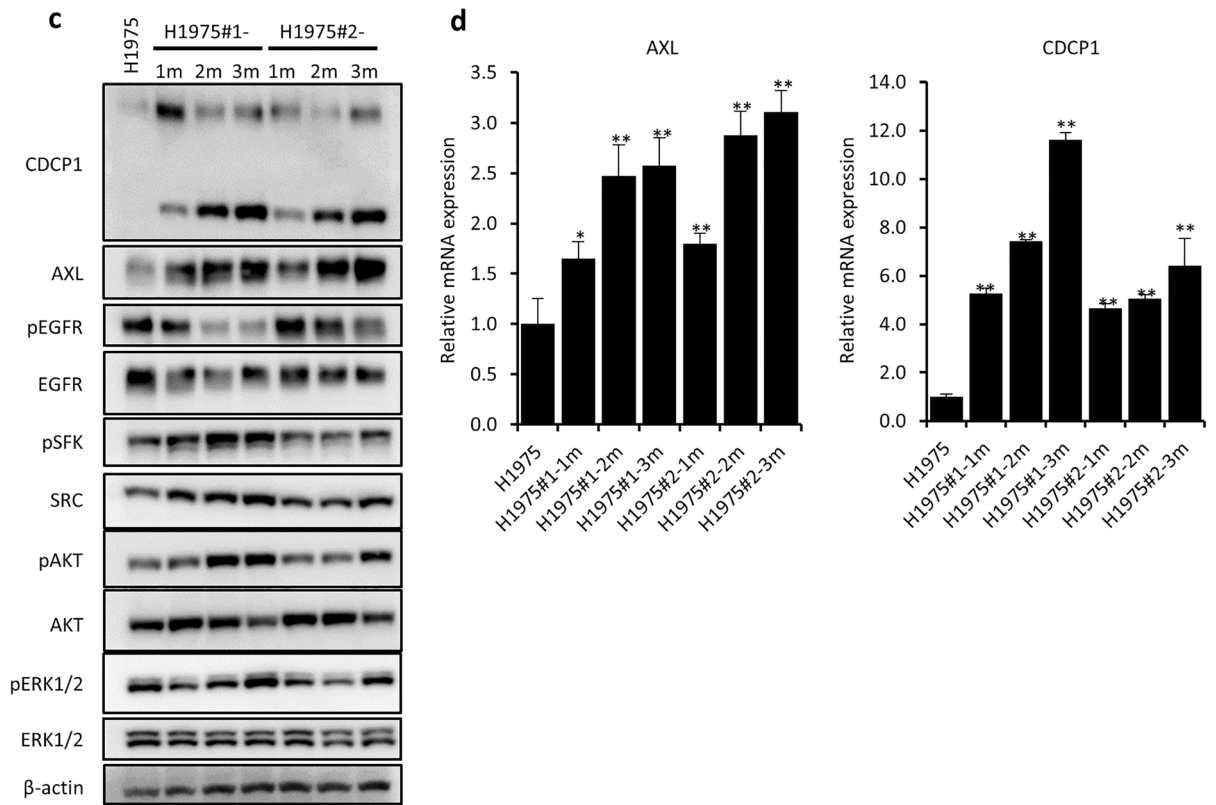 c
H1975
H1975#1-
H1975#2-
1m 2m 3m 1m 2m 3m
CDCP1
AXL
pEGFR
EGFR
pSFK
SRC
pAKT
AKT
pERK1/2
ERK1/2
β-actin
d
AXL
Relative mRNA expression
3.5
3.0
2.5
2.0
1.5
1.0
0.5
0.0
*
**
**
**
**
**
H1975
H1975#1-1m
H1975#1-2m
H1975#1-3m
H1975#2-1m
H1975#2-2m
H1975#2-3m
CDCP1
Relative mRNA expression
14.0
12.0
10.0
8.0
6.0
4.0
2.0
0.0
**
**
**
**
**
**
H1975
H1975#1-1m
H1975#1-2m
H1975#1-3m
H1975#2-1m
H1975#2-2m
H1975#2-3m